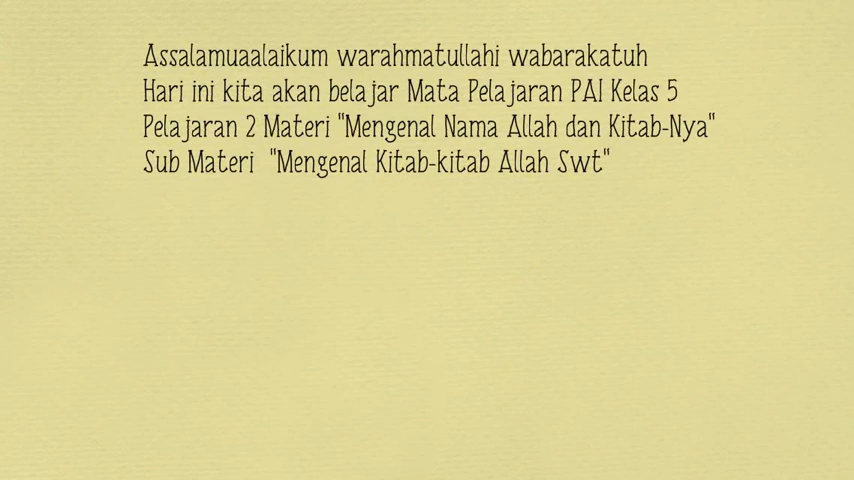 Assalamuaalaikum warahmatullahi wabarakatuh
Hari ini kita akan belajar Mata Pelajaran PAI Kelas 5
Pelajaran 2 Materi "Mengenal Nama Allah dan Kitab-Nya"
Sub Materi "Mengenal Kitab-kitab Allah Swt"